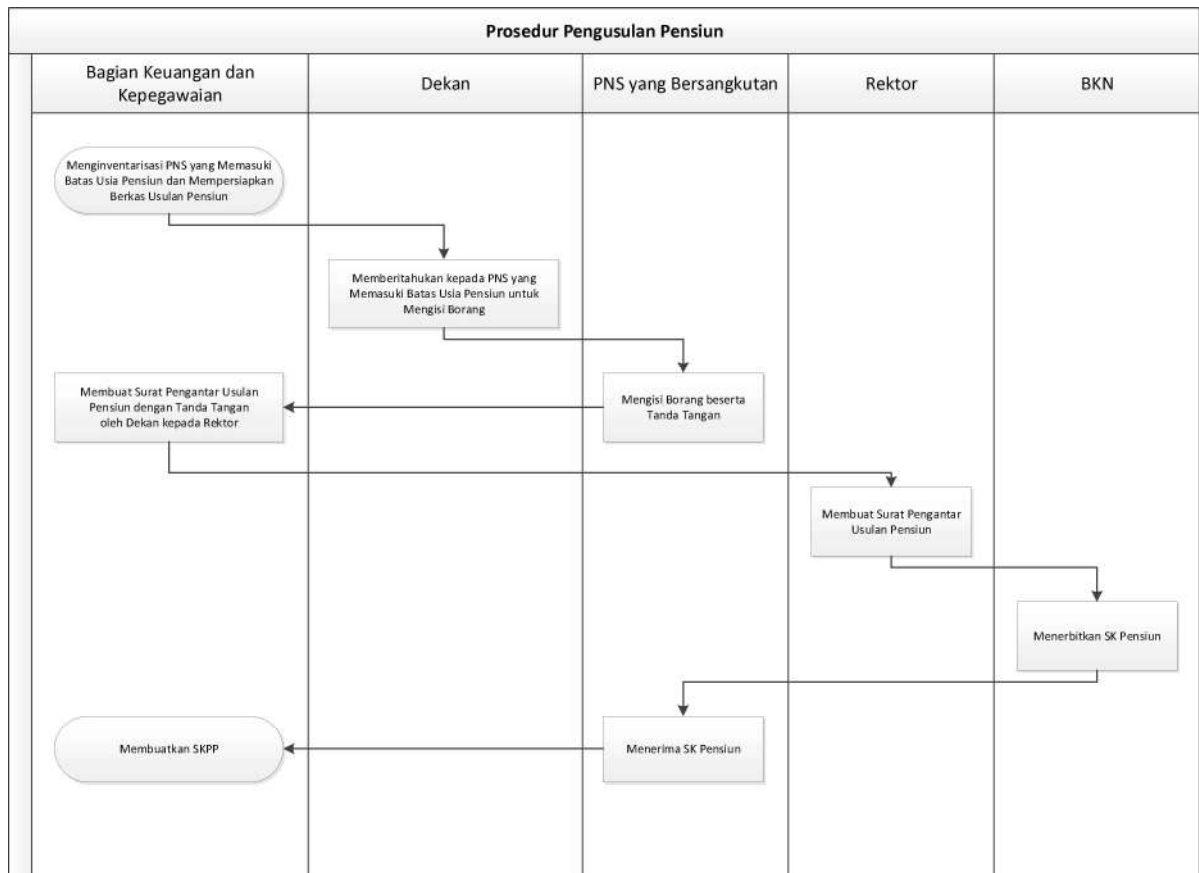 Prosedur Pengusulan Pensiun
Bagian Keuangan dan
Kepegawaian
Dekan
PNS yang Bersangkutan
Rektor
BKN
Menginventarisasi PNS yang Memasuki
Batas Usia Pensiun dan Mempersiapkan
Berkas Usulan Pensiun
Memberitahukan kepada PNS yang
Memasuki Batas Usia Pensiun untuk
Mengisi Borang
Mengisi Borang beserta
Tanda Tangan
Membuat Surat Pengantar Usulan
Pensiun dengan Tanda Tangan
oleh Dekan kepada Rektor
Membuat Surat Pengantar
Usulan Pensiun
Menerbitkan SK Pensiun
Menerima SK Pensiun
Membuatkan SKPP